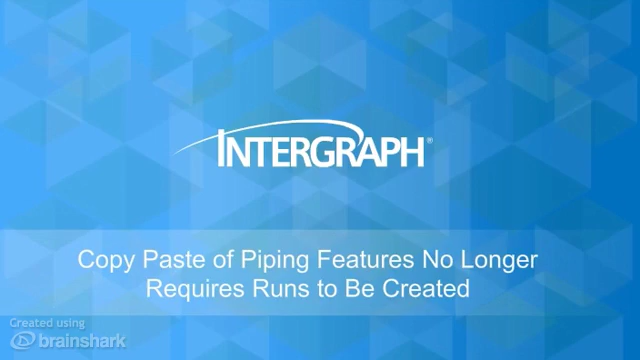 INTERGRAPH®
Copy Paste of Piping Features No Longer
Requires Runs to Be Created
Created using
brainshark